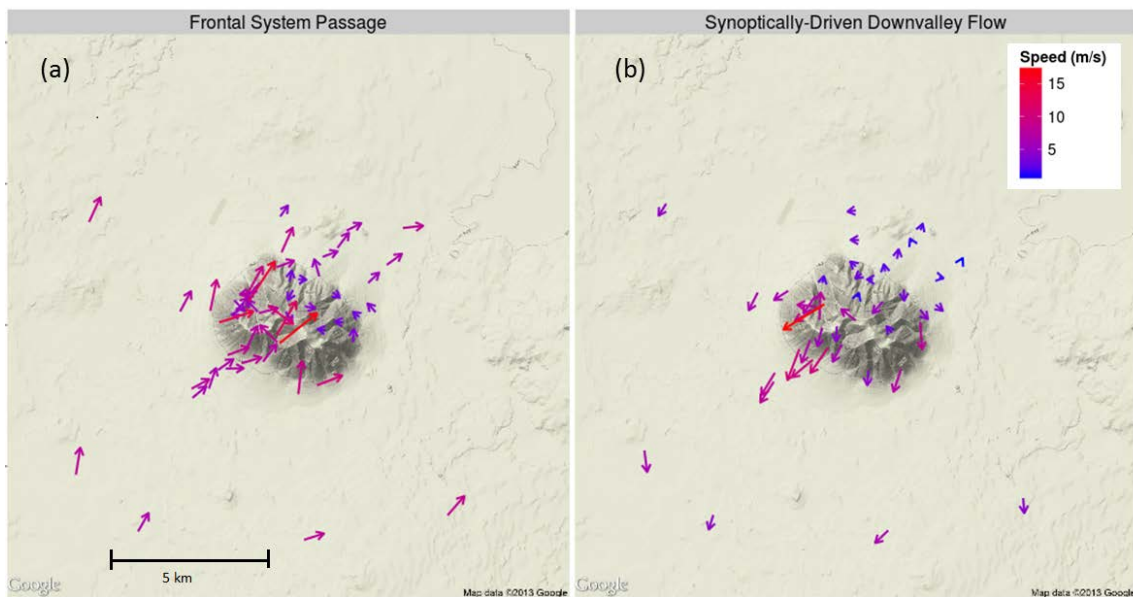 Frontal System Passage
Synoptically-Driven Downvalley Flow
(a)
(b)
Speed (m/s)
15
10
5
5 km
Google
Map data ©2013 Google
Google
Map data ©2013 Google